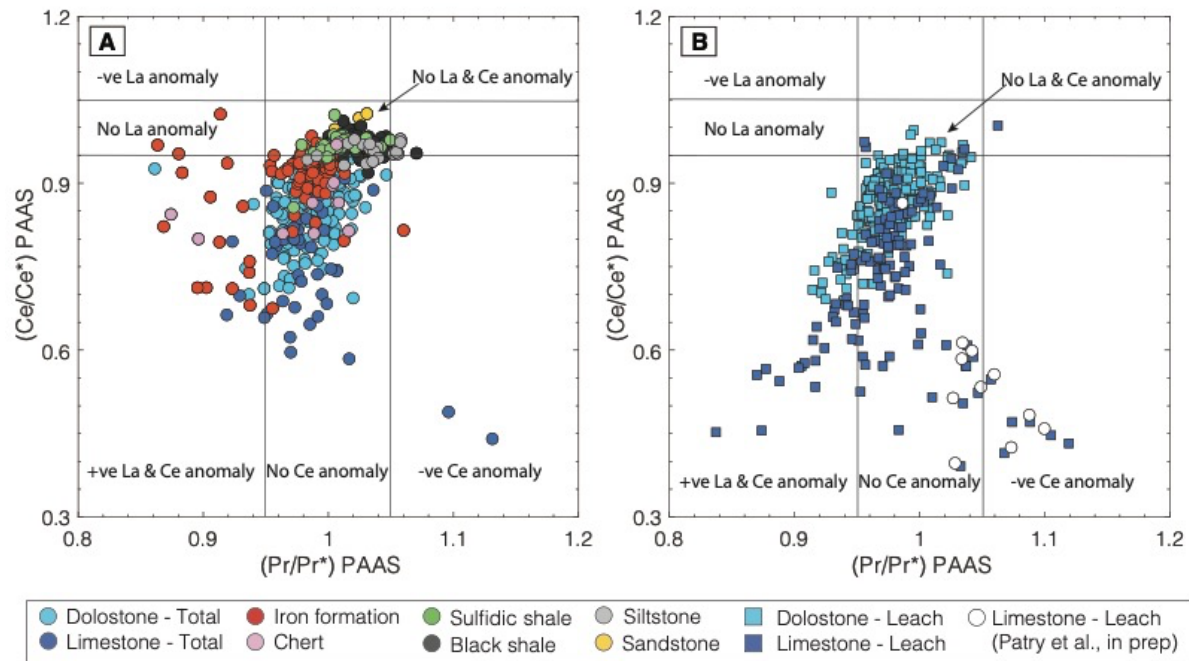 A
-ve La anomaly
No La & Ce anomaly
No La anomaly
+ve La & Ce anomaly No Ce anomaly -ve Ce anomaly
1.2
0.9
0.6
0.3
(Ce/Ce*) PAAS
0.8 0.9 1 1.1 1.2
(Pr/Pr*) PAAS
B
-ve La anomaly
No La & Ce anomaly
No La anomaly
+ve La & Ce anomaly No Ce anomaly -ve Ce anomaly
1.2
0.9
0.6
0.3
(Ce/Ce*) PAAS
0.8 0.9 1 1.1 1.2
(Pr/Pr*) PAAS
Dolostone - Total Iron formation Sulfidic shale Siltstone Dolostone - Leach Limestone - Leach
Limestone - Total Chert Black shale Sandstone Limestone - Leach (Patry et al., in prep)